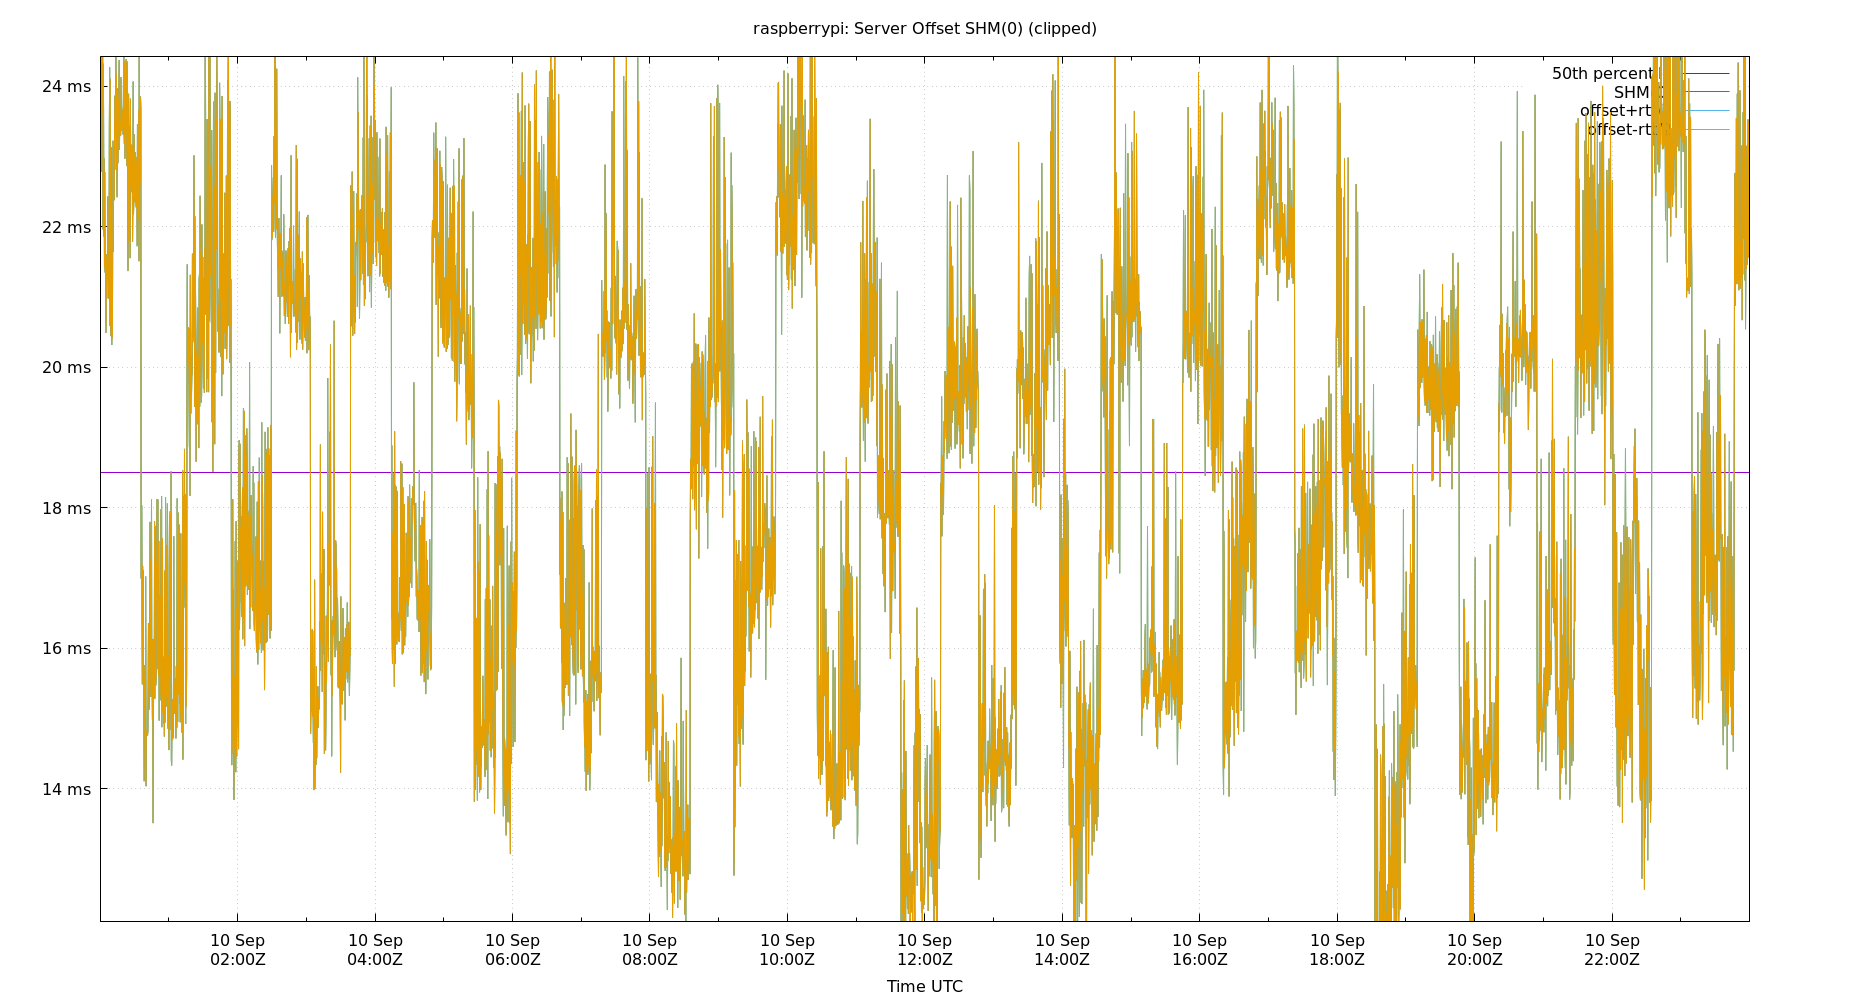 raspberrypi: Server Offset SHM(0) (clipped)
24 ms
22 ms
20 ms
18 ms
16 ms
14 ms
50th percent
SHM
offset+rt
offset-rt
10 Sep 10 Sep 10 Sep 10 Sep 10 Sep 10 Sep 10 Sep 10 Sep 10 Sep 10 Sep 10 Sep
02:00Z 04:00Z 06:00Z 08:00Z 10:00Z 12:00Z 14:00Z 16:00Z 18:00Z 20:00Z 22:00Z
Time UTC